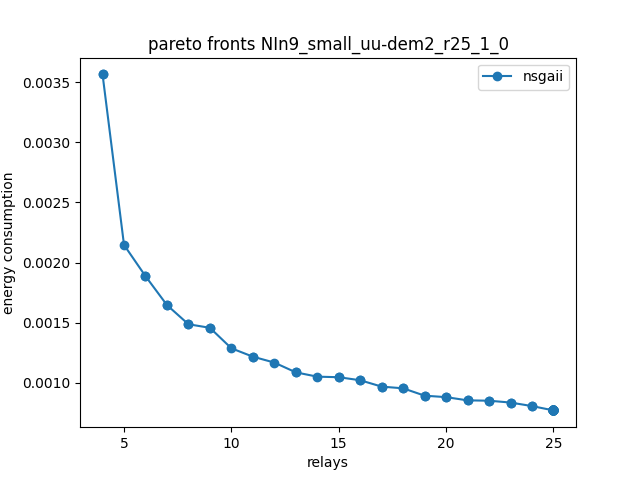 pareto fronts NIn9_small_uu-dem2_r25_1_0
nsgaii
energy consumption
0.0035
0.0030
0.0025
0.0020
0.0015
0.0010
5 10 15 20 25
relays